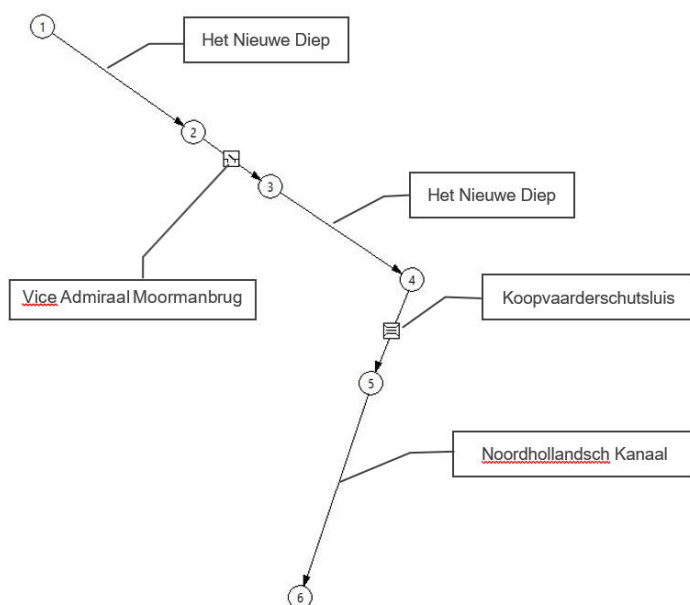 1
Het Nieuwe Diep
2
3
Het Nieuwe Diep
4
Vice Admiraal Moormanbrug
Koopvaarderschutsluis
5
Noordhollandsch Kanaal
6